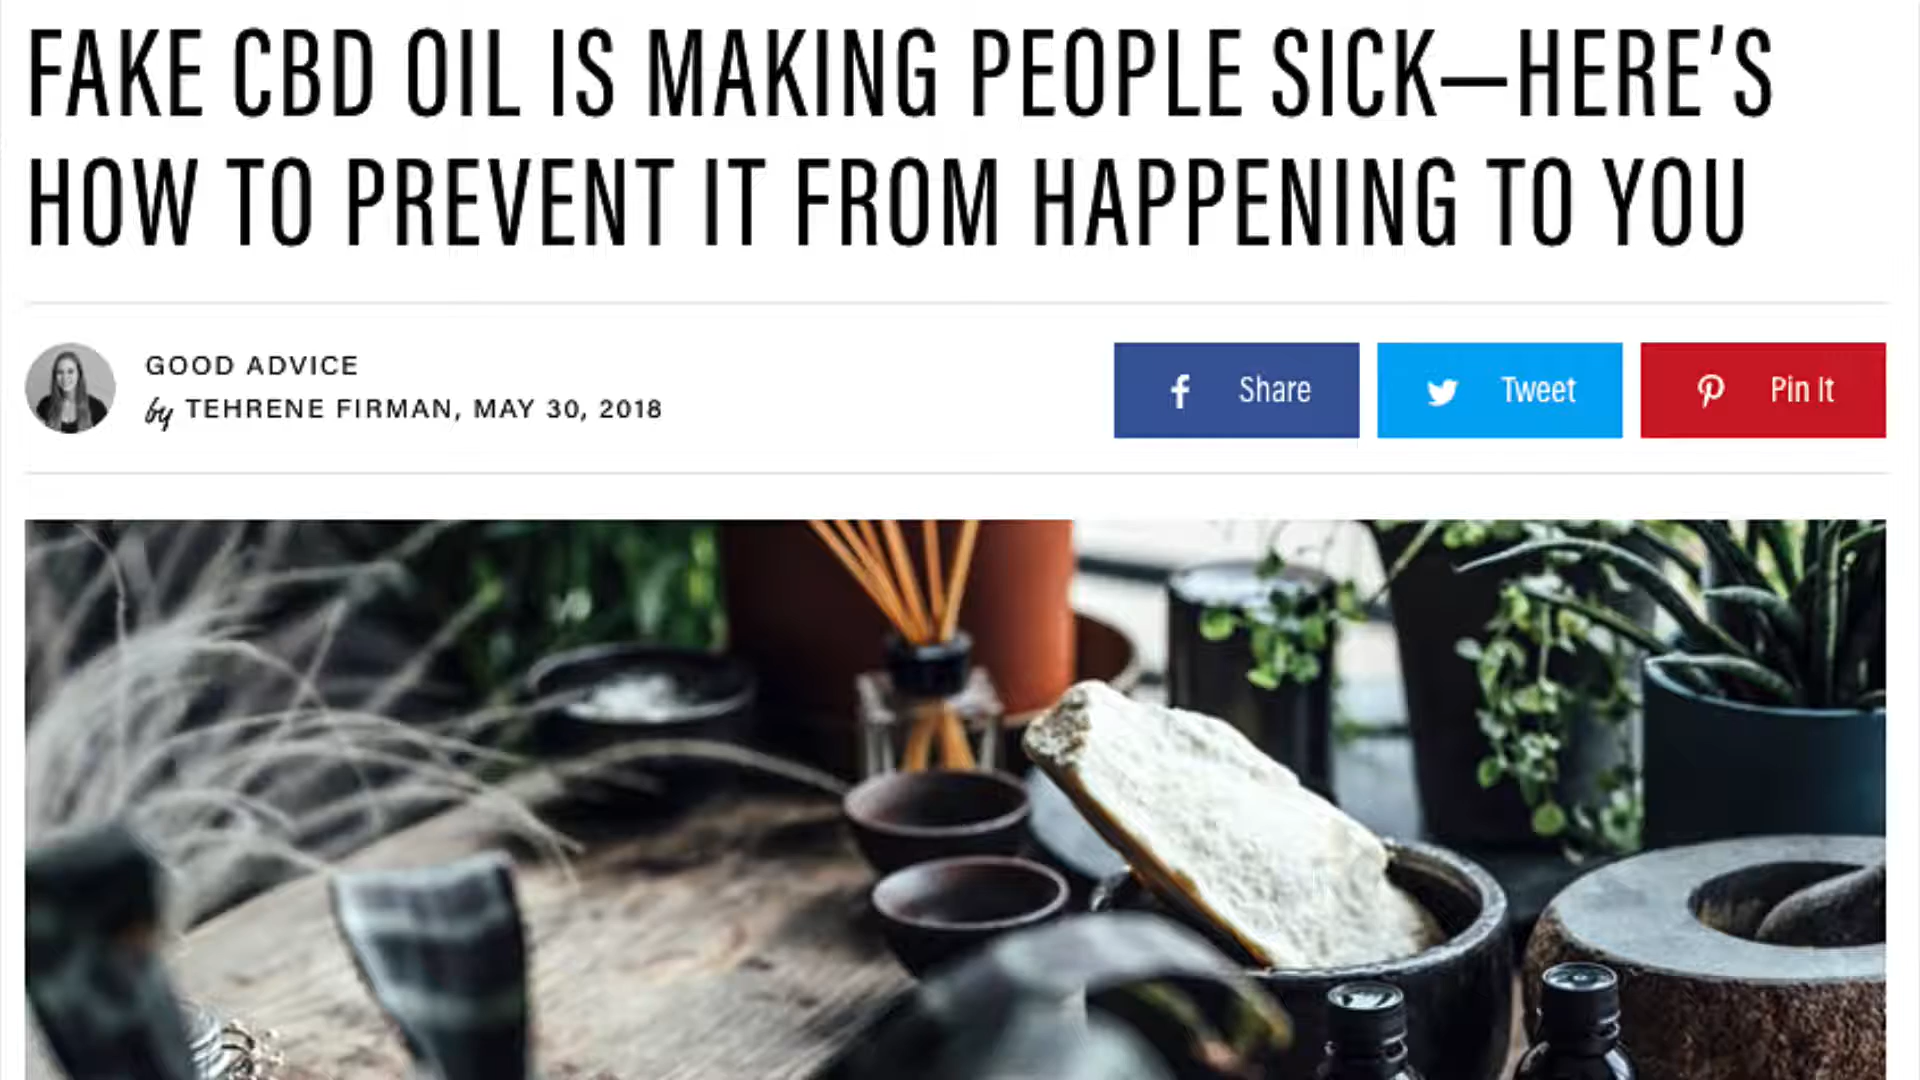 FAKE CBD OIL IS MAKING PEOPLE SICK—HERE'S
HOW TO PREVENT IT FROM HAPPENING TO YOU
GOOD ADVICE
by TEHRENE FIRMAN, MAY 30, 2018
Share
Tweet
Pin It